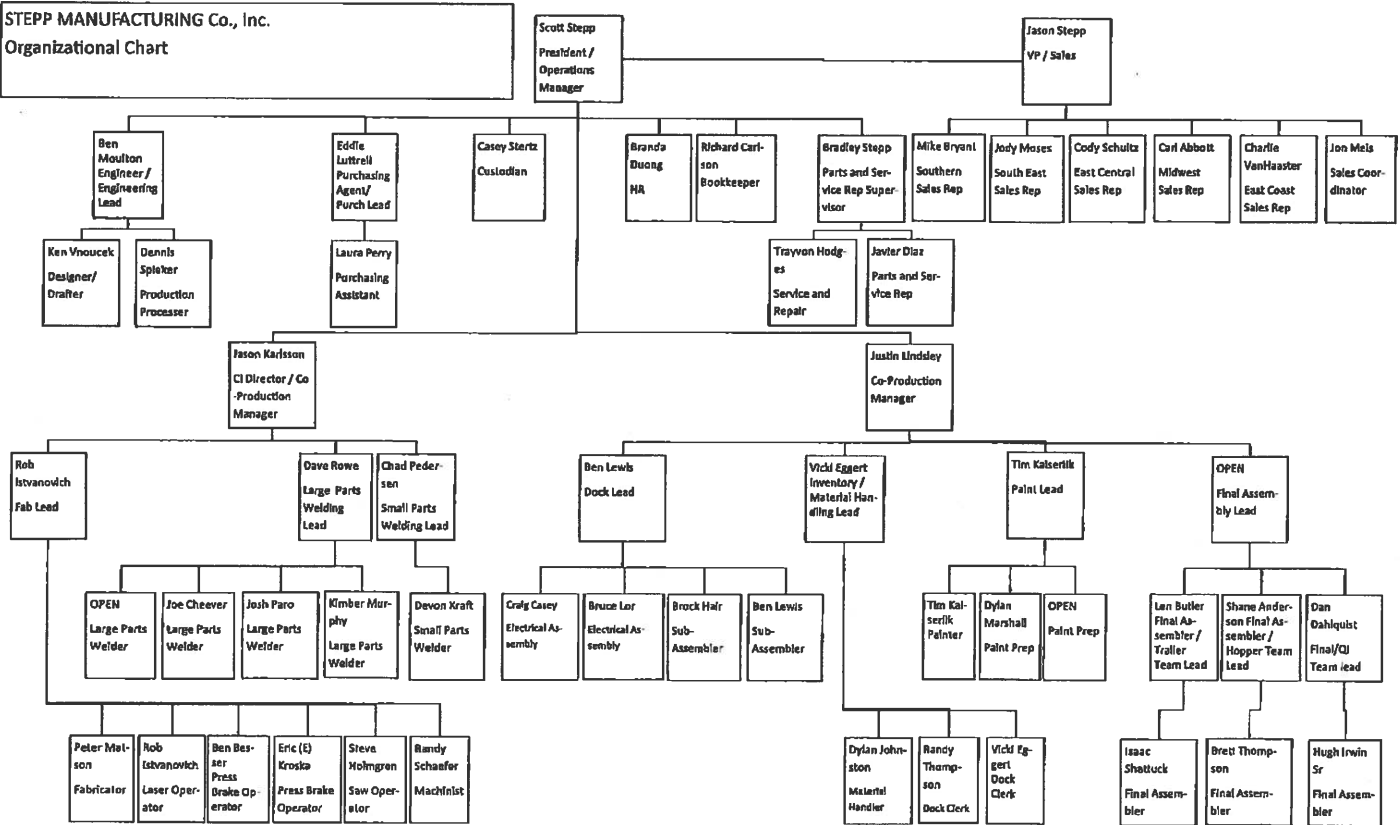 STEPP MANUFACTURING Co., Inc.
Organizational Chart
Scott Stepp
President /
Operations
Manager
Jason Stepp
VP / Sales
Ben
Moulton
Engineer /
Engineering
Lead
Eddie
Luttrell
Purchasing
Agent/
Purch Lead
Casey Stertz
Custodian
Branda
Duong
HR
Richard Carl-
son
Bookkeeper
Bradley Stepp
Parts and Ser-
vice Rep Super-
visor
Mike Bryant
Southern
Sales Rep
Jody Moses
South East
Sales Rep
Cody Schultz
East Central
Sales Rep
Carl Abbott
Midwest
Sales Rep
Charlie
VanHaaster
East Coast
Sales Rep
Jon Meis
Sales Coor-
dinator
Ken Vnoucek
Designer/
Drafter
Dennis
Spieker
Production
Processer
Laura Perry
Purchasing
Assistant
Trayvon Hodg-
es
Service and
Repair
Javier Diaz
Parts and Ser-
vice Rep
Jason Karlsson
CI Director / Co
-Production
Manager
Justin Lindsley
Co-Production
Manager
Rob
Istvanovich
Fab Lead
Dave Rowe
Large Parts
Welding
Lead
Chad Peder-
sen
Small Parts
Welding Lead
Ben Lewis
Dock Lead
Vicki Eggert
Inventory /
Material Han-
dling Lead
Tim Kaiserlik
Paint Lead
OPEN
Final Assem-
bly Lead
OPEN
Large Parts
Welder
Joe Cheever
Large Parts
Welder
Josh Paro
Large Parts
Welder
Kimber Mur-
phy
Large Parts
Welder
Devon Kraft
Small Parts
Welder
Craig Casey
Electrical As-
sembly
Bruce Lor
Electrical As-
sembly
Brock Hair
Sub-
Assembler
Ben Lewis
Sub-
Assembler
Tim Kai-
serlik
Painter
Dylan
Marshall
Paint Prep
OPEN
Paint Prep
Len Butler
Final As-
sembler /
Trailer
Team Lead
Shane Ander-
son Final As-
sembler /
Hopper Team
Lead
Dan
Dahlquist
Final/QI
Team lead
Peter Mat-
son
Fabricator
Rob
Istvanovich
Laser Oper-
ator
Ben Bes-
ser
Press
Brake Op-
erator
Eric (E)
Kroska
Press Brake
Operator
Steve
Holmgren
Saw Oper-
ator
Randy
Schaefer
Machinist
Dylan John-
ston
Material
Handler
Randy
Thomp-
son
Dock Clerk
Vicki Eg-
gert
Dock
Clerk
Isaac
Shattuck
Final Assem-
bler
Brett Thomp-
son
Final Assem-
bler
Hugh Irwin
Sr
Final Assem-
bler